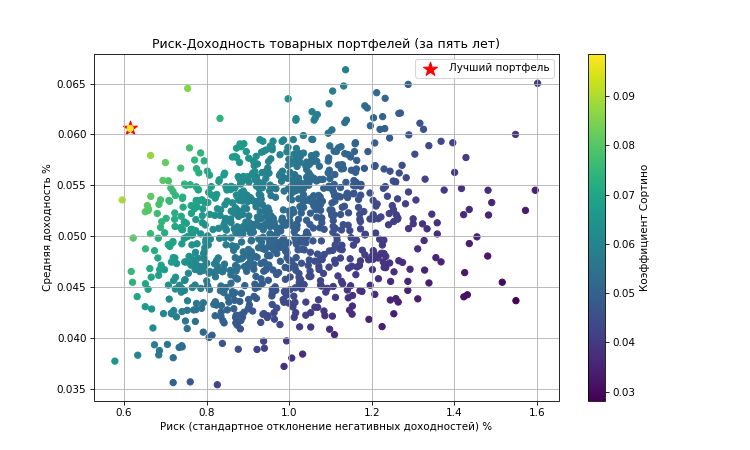 Риск-Доходность товарных портфелей (за пять лет)
Лучший портфель
Средняя доходность %
0.065
0.060
0.055
0.050
0.045
0.040
0.035
0.6 0.8 1.0 1.2 1.4 1.6
Риск (стандартное отклонение негативных доходностей) %
0.09
0.08
0.07
0.06
0.05
0.04
0.03
Коэффициент Сортино